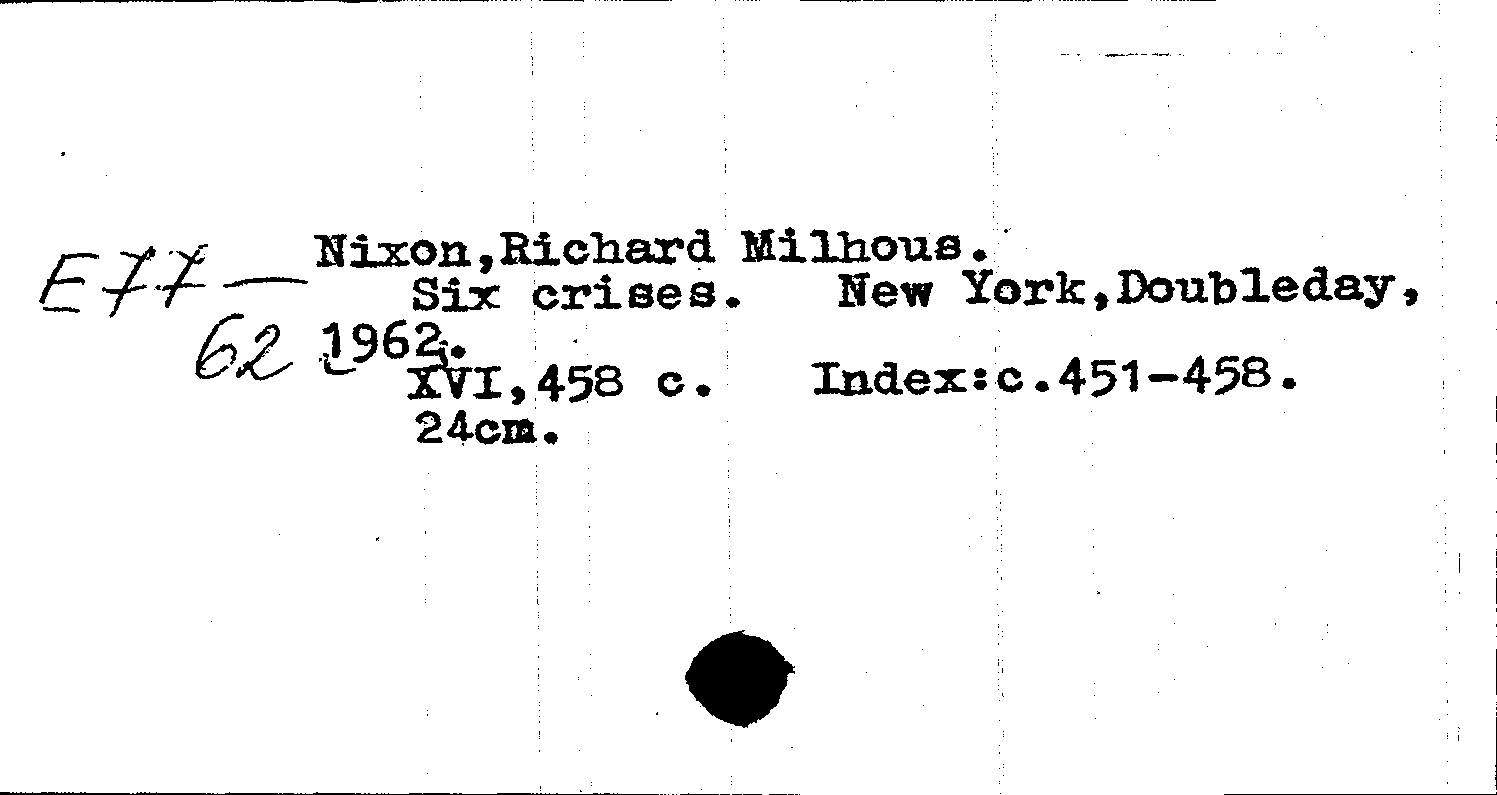 Nixon,Richard Milhous.
E77— Six crises. New York,Doubleday,
62 1962.
XVI,458 c. Index:c.451-458.
24cm.